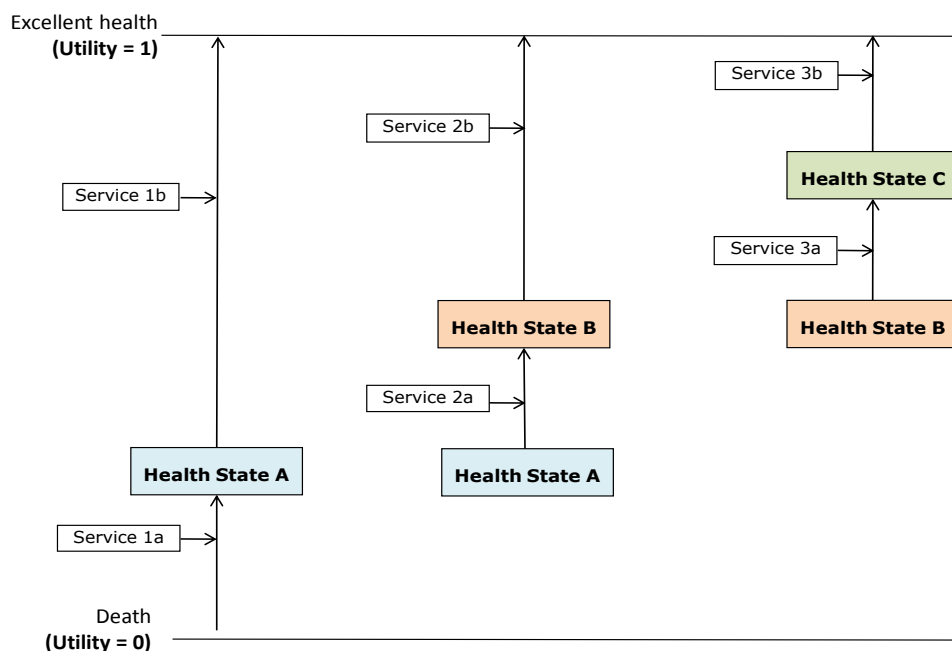 Excellent health
(Utility = 1)
Service 3b
Service 2b
Health State C
Service 1b
Service 3a
Health State B
Health State B
Service 2a
Health State A
Health State A
Service 1a
Death
(Utility = 0)